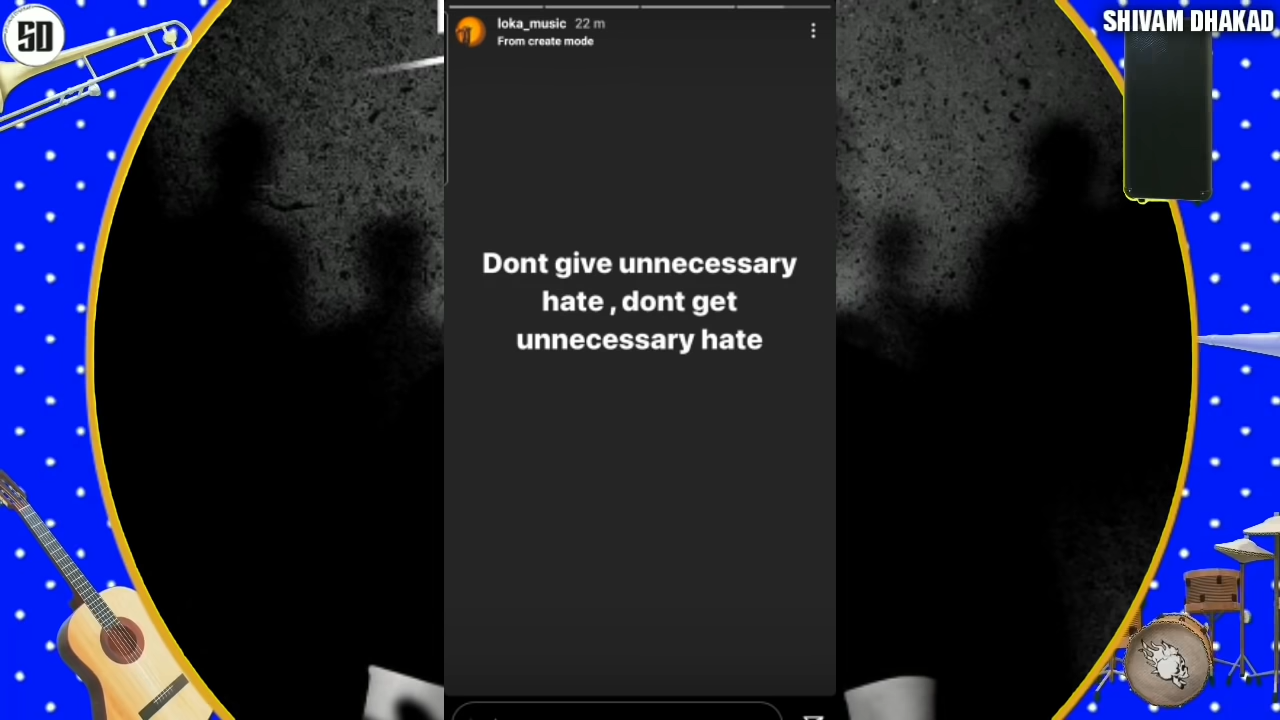 SD
SHIVAM DHAKAD
loka_music 22 m
From create mode
Dont give unnecessary
hate , dont get
unnecessary hate